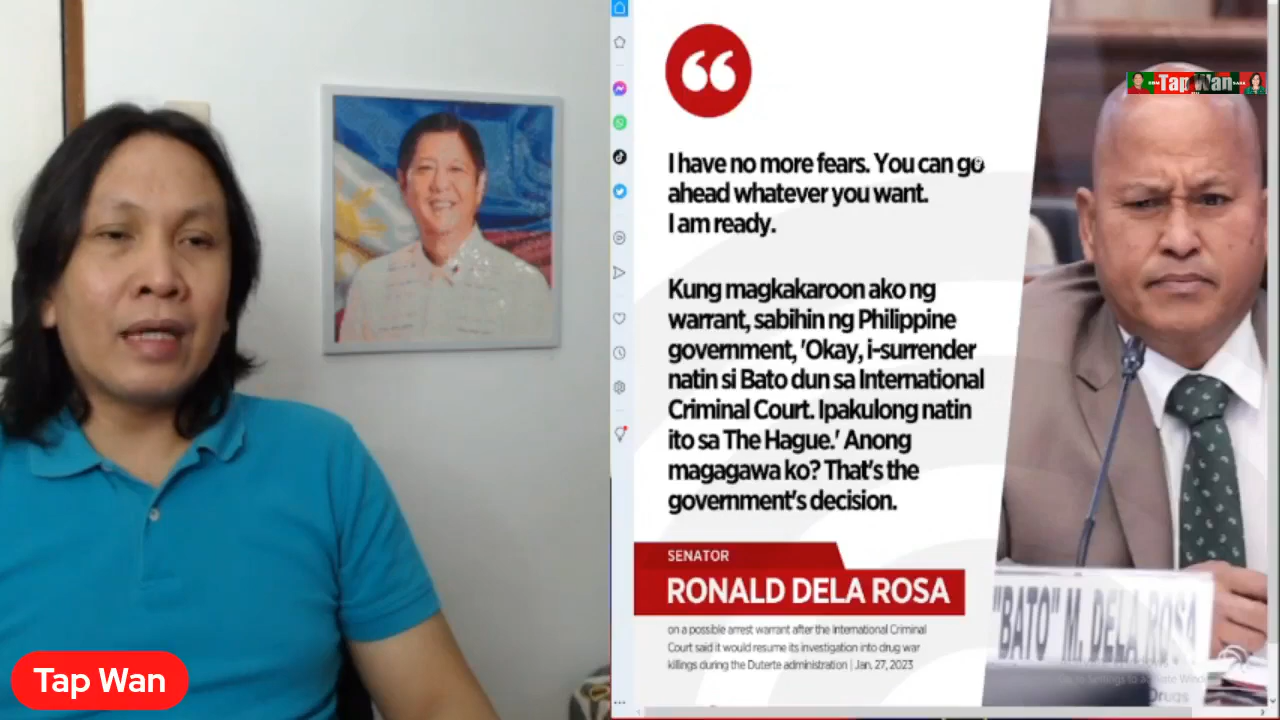 Tap Wan
I have no more fears. You can go
ahead whatever you want.
I am ready.
Kung magkakaroon ako ng
warrant, sabihin ng Philippine
government, 'Okay, i-surrender
natin si Bato dun sa International
Criminal Court. Ipakulong natin
ito sa The Hague.' Anong
magagawa ko? That's the
government's decision.
SENATOR
RONALD DELA ROSA
on a possible arrest warrant after the International Criminal
Court said it would resume its investigation into drug war
killings during the Duterte administration | Jan. 27, 2023
"BATO" M. DELA ROSA
Drugs
Tap Wan